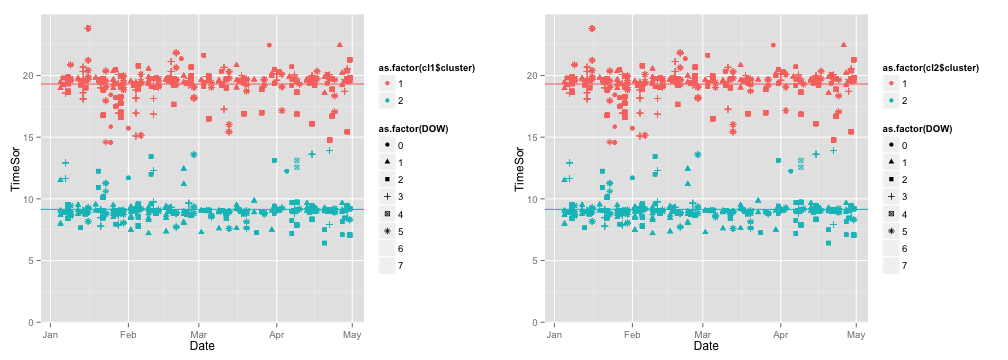 TimeSor
20
15
10
5
0
Jan
Feb
Mar
Apr
May
Date
as.factor(cl1$cluster)
1
2
as.factor(DOW)
0
1
2
3
4
5
6
7
TimeSor
20
15
10
5
0
Jan
Feb
Mar
Apr
May
Date
as.factor(cl2$cluster)
1
2
as.factor(DOW)
0
1
2
3
4
5
6
7